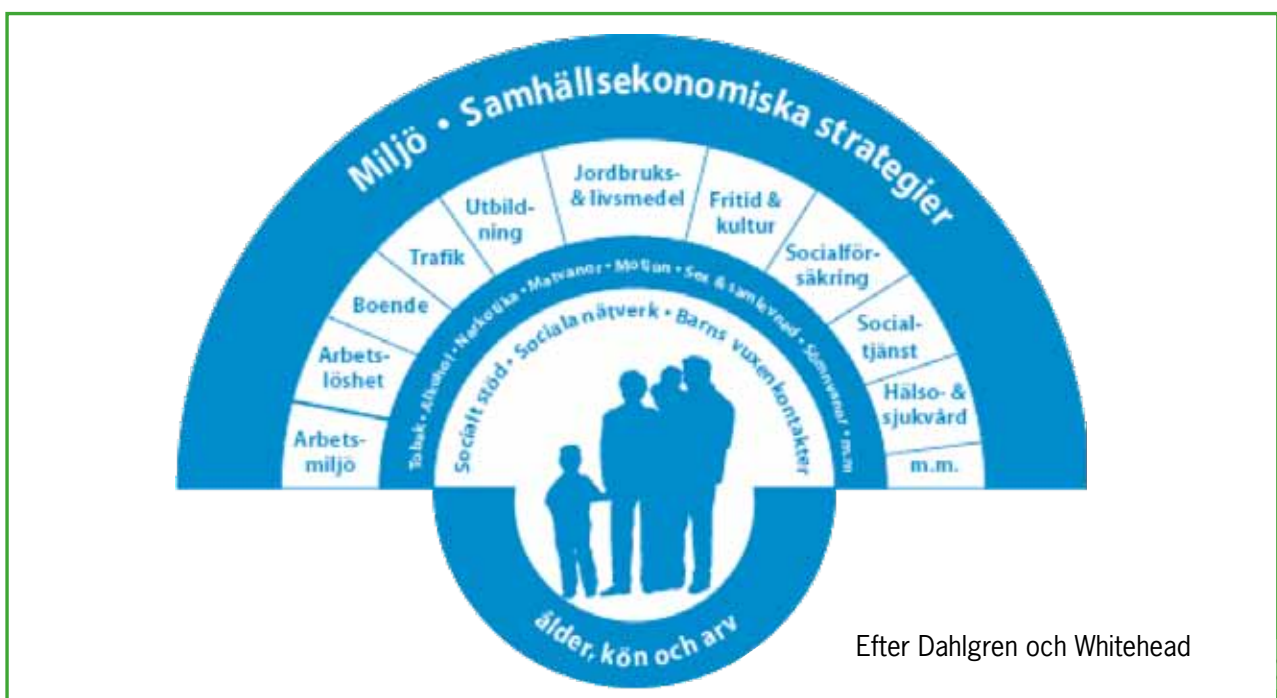 Miljö • Samhällsekonomiska strategier
Arbets-
miljö
Arbets-
löshet
Boende
Trafik
Utbild-
ning
Jordbruks-
& livsmedel
Fritid &
kultur
Socialför-
säkring
Social-
tjänst
Hälso- &
sjukvård
m.m.
Tobak • Alkohol • Narkotika • Matvanor • Motion • Sex & samlevnad • Sömnvanor • m.m
Socialt stöd • Sociala nätverk • Barns vuxenkontakter
ålder, kön och arv
Efter Dahlgren och Whitehead